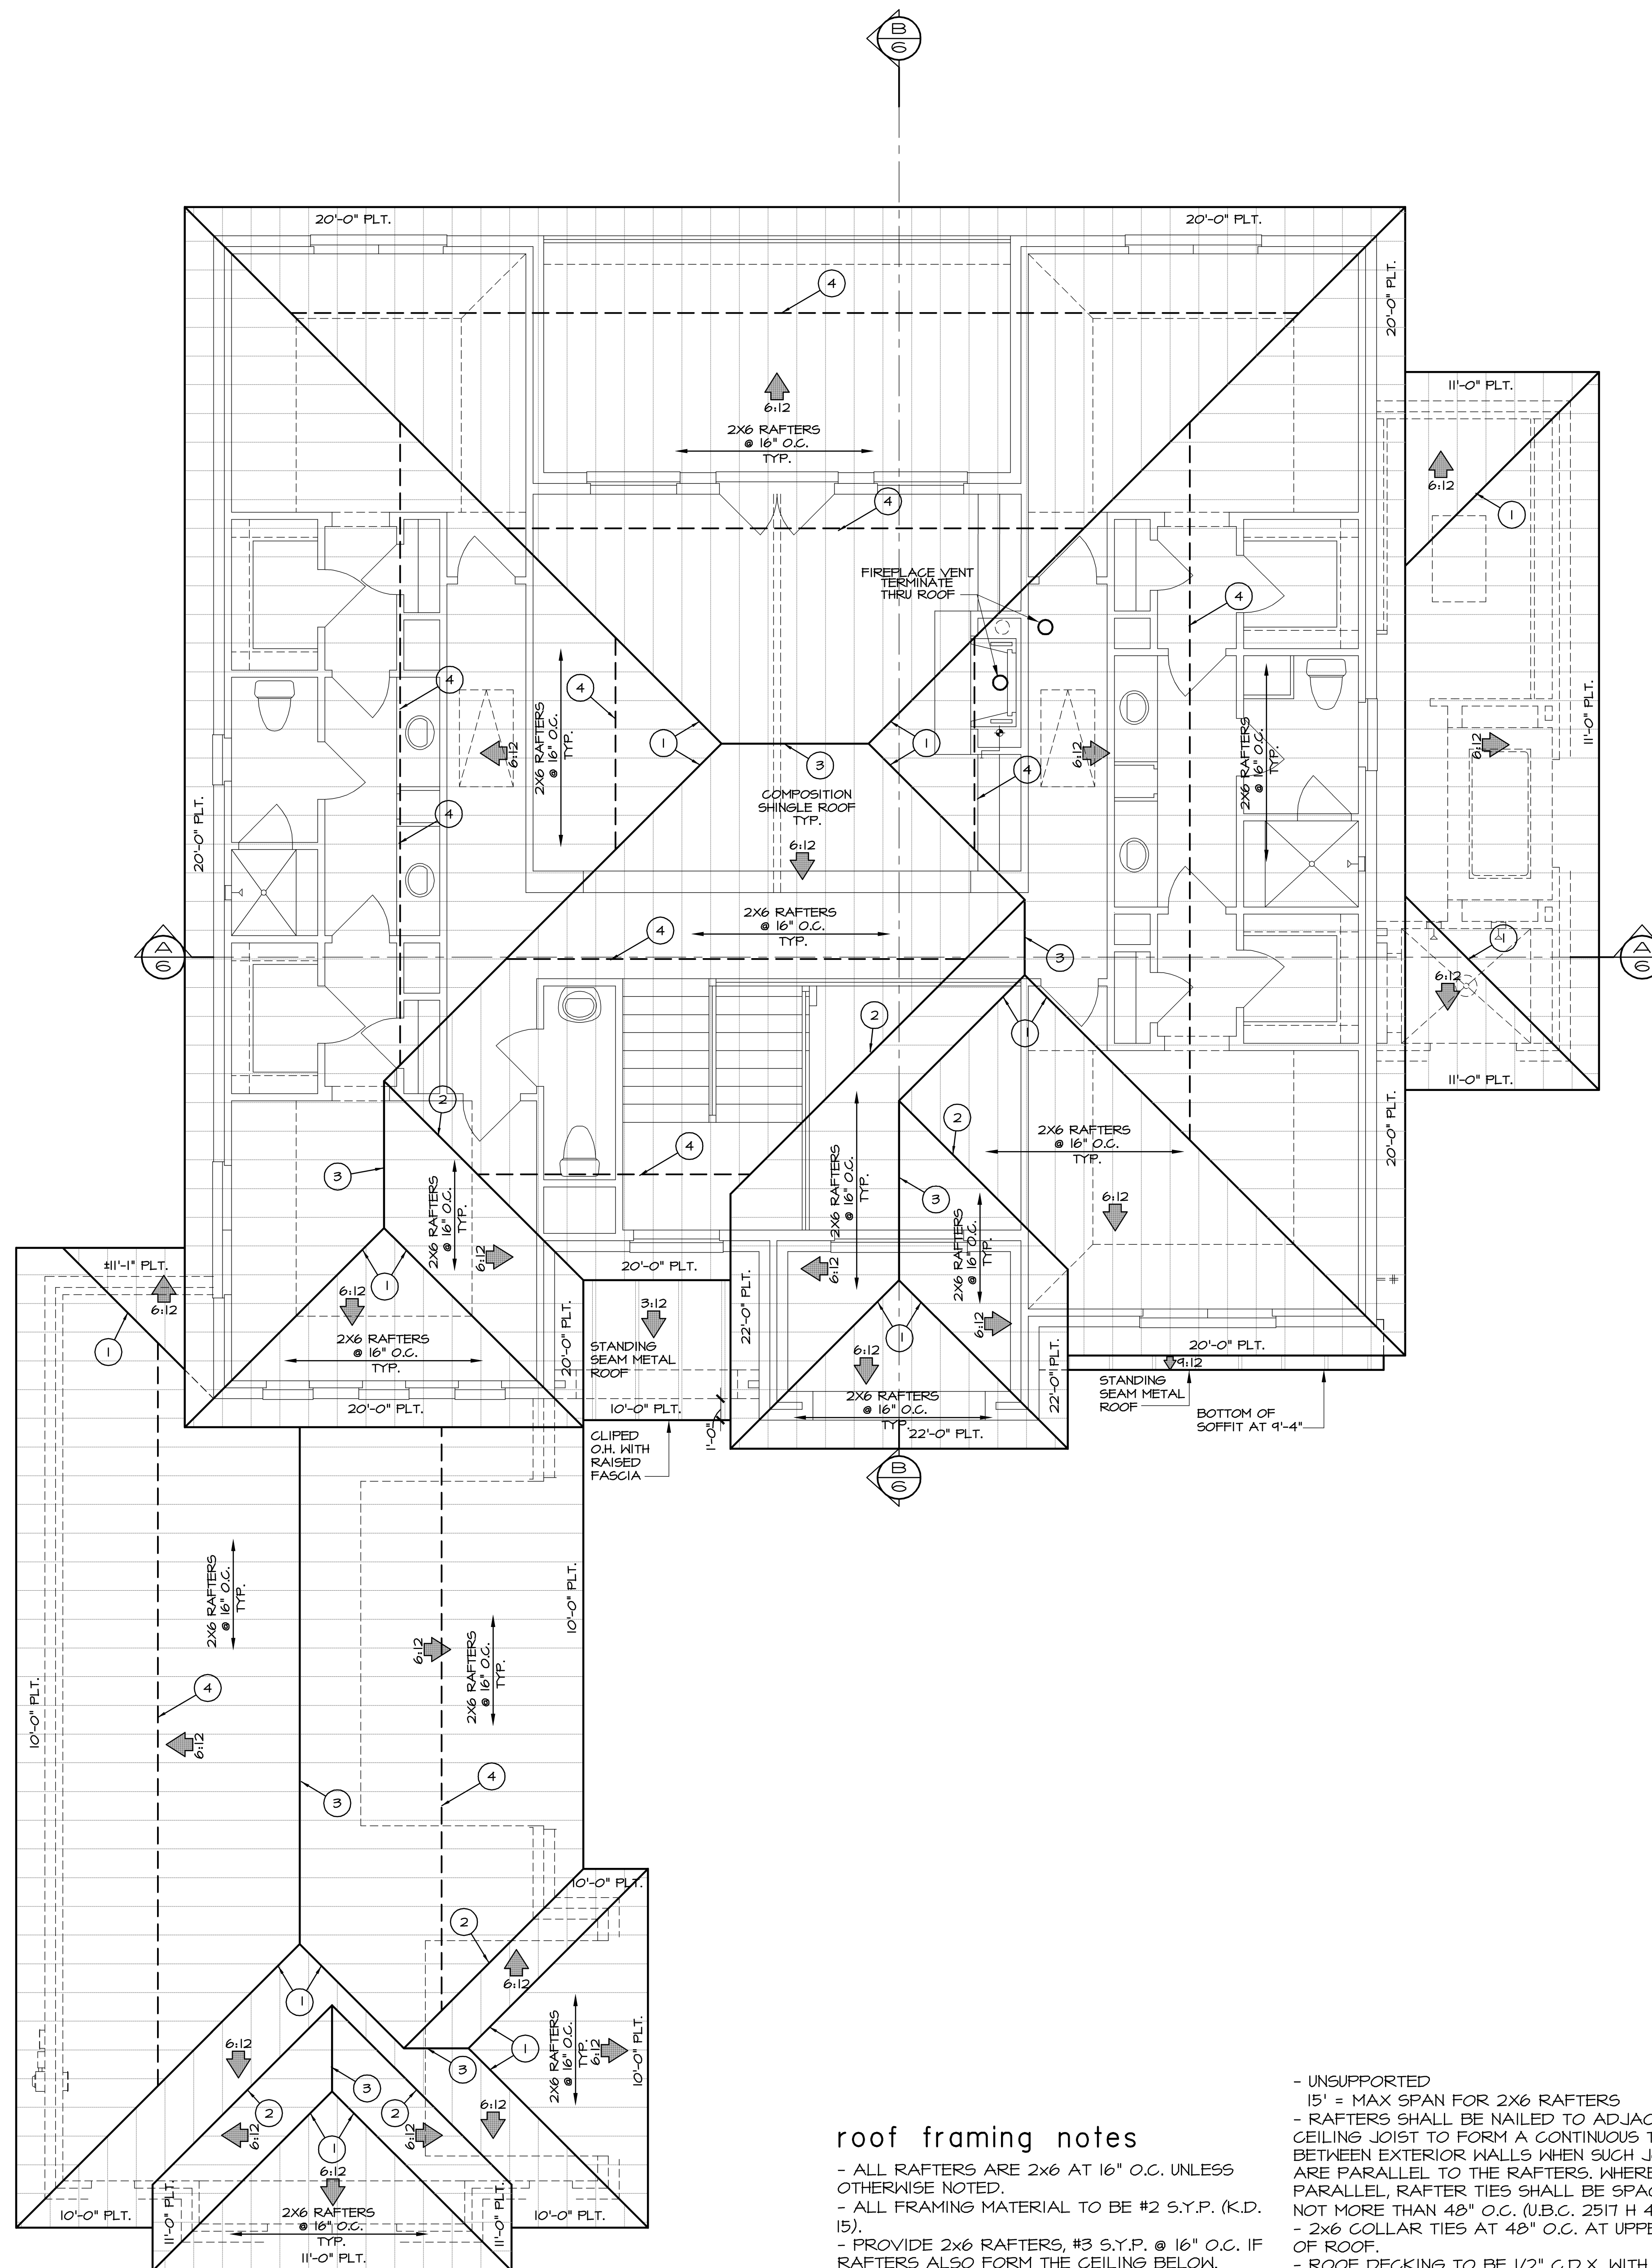 B
6
20'-0" PLT.
20'-0" PLT.
20'-0" PLT.
4
11'-0" PLT.
6:12
2X6 RAFTERS
@ 16" O.C.
TYP.
6:12
4
1
FIREPLACE VENT
TERMINATE
THRU ROOF
4
4
4
2X6 RAFTERS
@ 16" O.C.
TYP.
6:12
1
3
1
4
6:12
2X6 RAFTERS
@ 16" O.C.
TYP.
6:12
11'-0" PLT.
COMPOSITION
SHINGLE ROOF
TYP.
6:12
20'-0" PLT.
4
2X6 RAFTERS
@ 16" O.C.
TYP.
4
3
1
A
6
A
6
6:12
2
1
11'-0" PLT.
2
2
4
2X6 RAFTERS
@ 16" O.C.
TYP.
20'-0" PLT.
3
2X6 RAFTERS
@ 16" O.C.
TYP.
2X6 RAFTERS
@ 16" O.C.
TYP.
3
2X6 RAFTERS
@ 16" O.C.
TYP.
6:12
±11'-1" PLT.
6:12
6:12
1
6:12
20'-0" PLT.
6:12
6:12
1
2X6 RAFTERS
@ 16" O.C.
TYP.
20'-0" PLT.
20'-0" PLT.
3:12
STANDING
SEAM METAL
ROOF
10'-0" PLT.
22'-0" PLT.
1
6:12
2X6 RAFTERS
@ 16" O.C.
TYP.
22'-0" PLT.
22'-0" PLT.
20'-0" PLT.
9:12
STANDING
SEAM METAL
ROOF
BOTTOM OF
SOFFIT AT 9'-4"
1
1'-0"
CLIPED
O.H. WITH
RAISED
FASCIA
B
6
2X6 RAFTERS
@ 16" O.C.
TYP.
10'-0" PLT.
6:12
2X6 RAFTERS
@ 16" O.C.
TYP.
10'-0" PLT.
4
6:12
3
4
10'-0" PLT.
2
6:12
1
6:12
2X6 RAFTERS
@ 16" O.C.
TYP.
6:12
10'-0" PLT.
1
3
3
2
2
6:12
6:12
6:12
1
6:12
10'-0" PLT.
11'-0" PLT.
2X6 RAFTERS
@ 16" O.C.
TYP.
11'-0" PLT.
11'-0" PLT.
10'-0" PLT.
roof framing notes
- ALL RAFTERS ARE 2x6 AT 16" O.C. UNLESS
OTHERWISE NOTED.
- ALL FRAMING MATERIAL TO BE #2 S.Y.P. (K.D.
15).
- PROVIDE 2x6 RAFTERS, #3 S.Y.P. @ 16" O.C. IF
RAFTERS ALSO FORM THE CEILING BELOW.
- UNSUPPORTED
15' = MAX SPAN FOR 2X6 RAFTERS
- RAFTERS SHALL BE NAILED TO ADJAC
CEILING JOIST TO FORM A CONTINUOUS T
BETWEEN EXTERIOR WALLS WHEN SUCH J
ARE PARALLEL TO THE RAFTERS. WHERE
PARALLEL, RAFTER TIES SHALL BE SPAC
NOT MORE THAN 48" O.C. (U.B.C. 2517 H 4
- 2x6 COLLAR TIES AT 48" O.C. AT UPPE
OF ROOF.
- ROOF DECKING TO BE 1/2" C.D.X. WITH